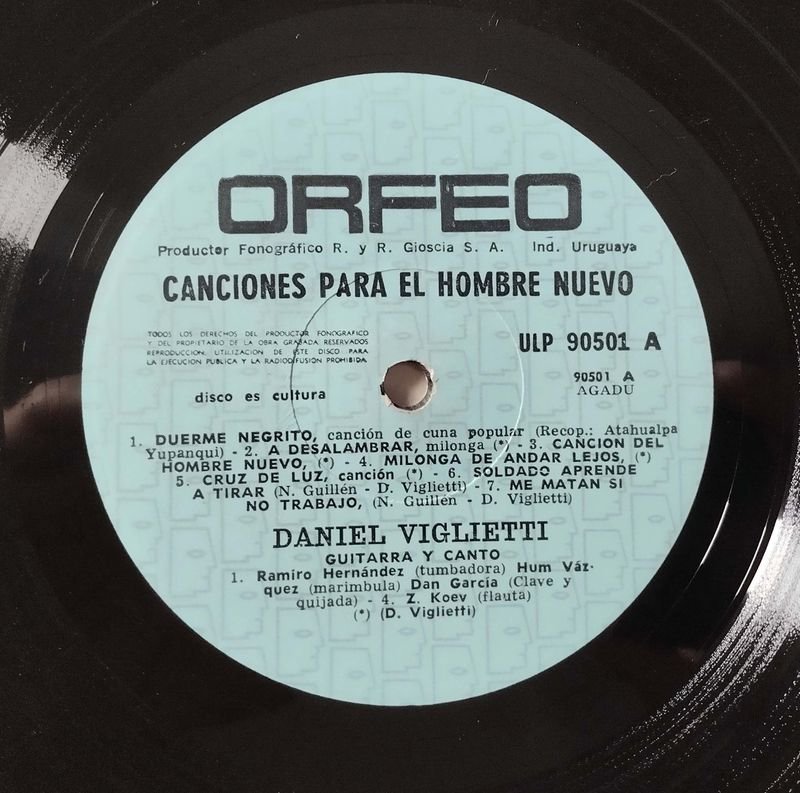 ORFEO
Productor Fonográfico R. y R. Gioscia S. A. Ind. Uruguaya
CANCIONES PARA EL HOMBRE NUEVO
TODOS LOS DERECHOS DEL PRODUCTOR FONOGRAFICO
Y DEL PROPIETARIO DE LA OBRA GRABADA RESERVADOS
REPRODUCCION, UTILIZACION DE ESTE DISCO PARA
LA EJECUCION PUBLICA Y LA RADIODIFUSION PROHIBIDA.
ULP 90501 A
90501 A
AGADU
disco es cultura
1. DUERME NEGRITO, canción de cuna popular (Recop.: Atahualpa
Yupanqui) - 2. A DESALAMBRAR, milonga (*) - 3. CANCION DEL
HOMBRE NUEVO, (*) - 4. MILONGA DE ANDAR LEJOS, (*)
5. CRUZ DE LUZ, canción (*) - 6. SOLDADO APRENDE
A TIRAR (N. Guillén - D. Viglietti) - 7. ME MATAN SI
NO TRABAJO, (N. Guillén - D. Viglietti)
DANIEL VIGLIETTI
GUITARRA Y CANTO
1. Ramiro Hernández (tumbadora) Hum Váz-
quez (marimbula) Dan García (Clave y
quijada) - 4. Z. Koev (flauta)
(*) (D. Viglietti)